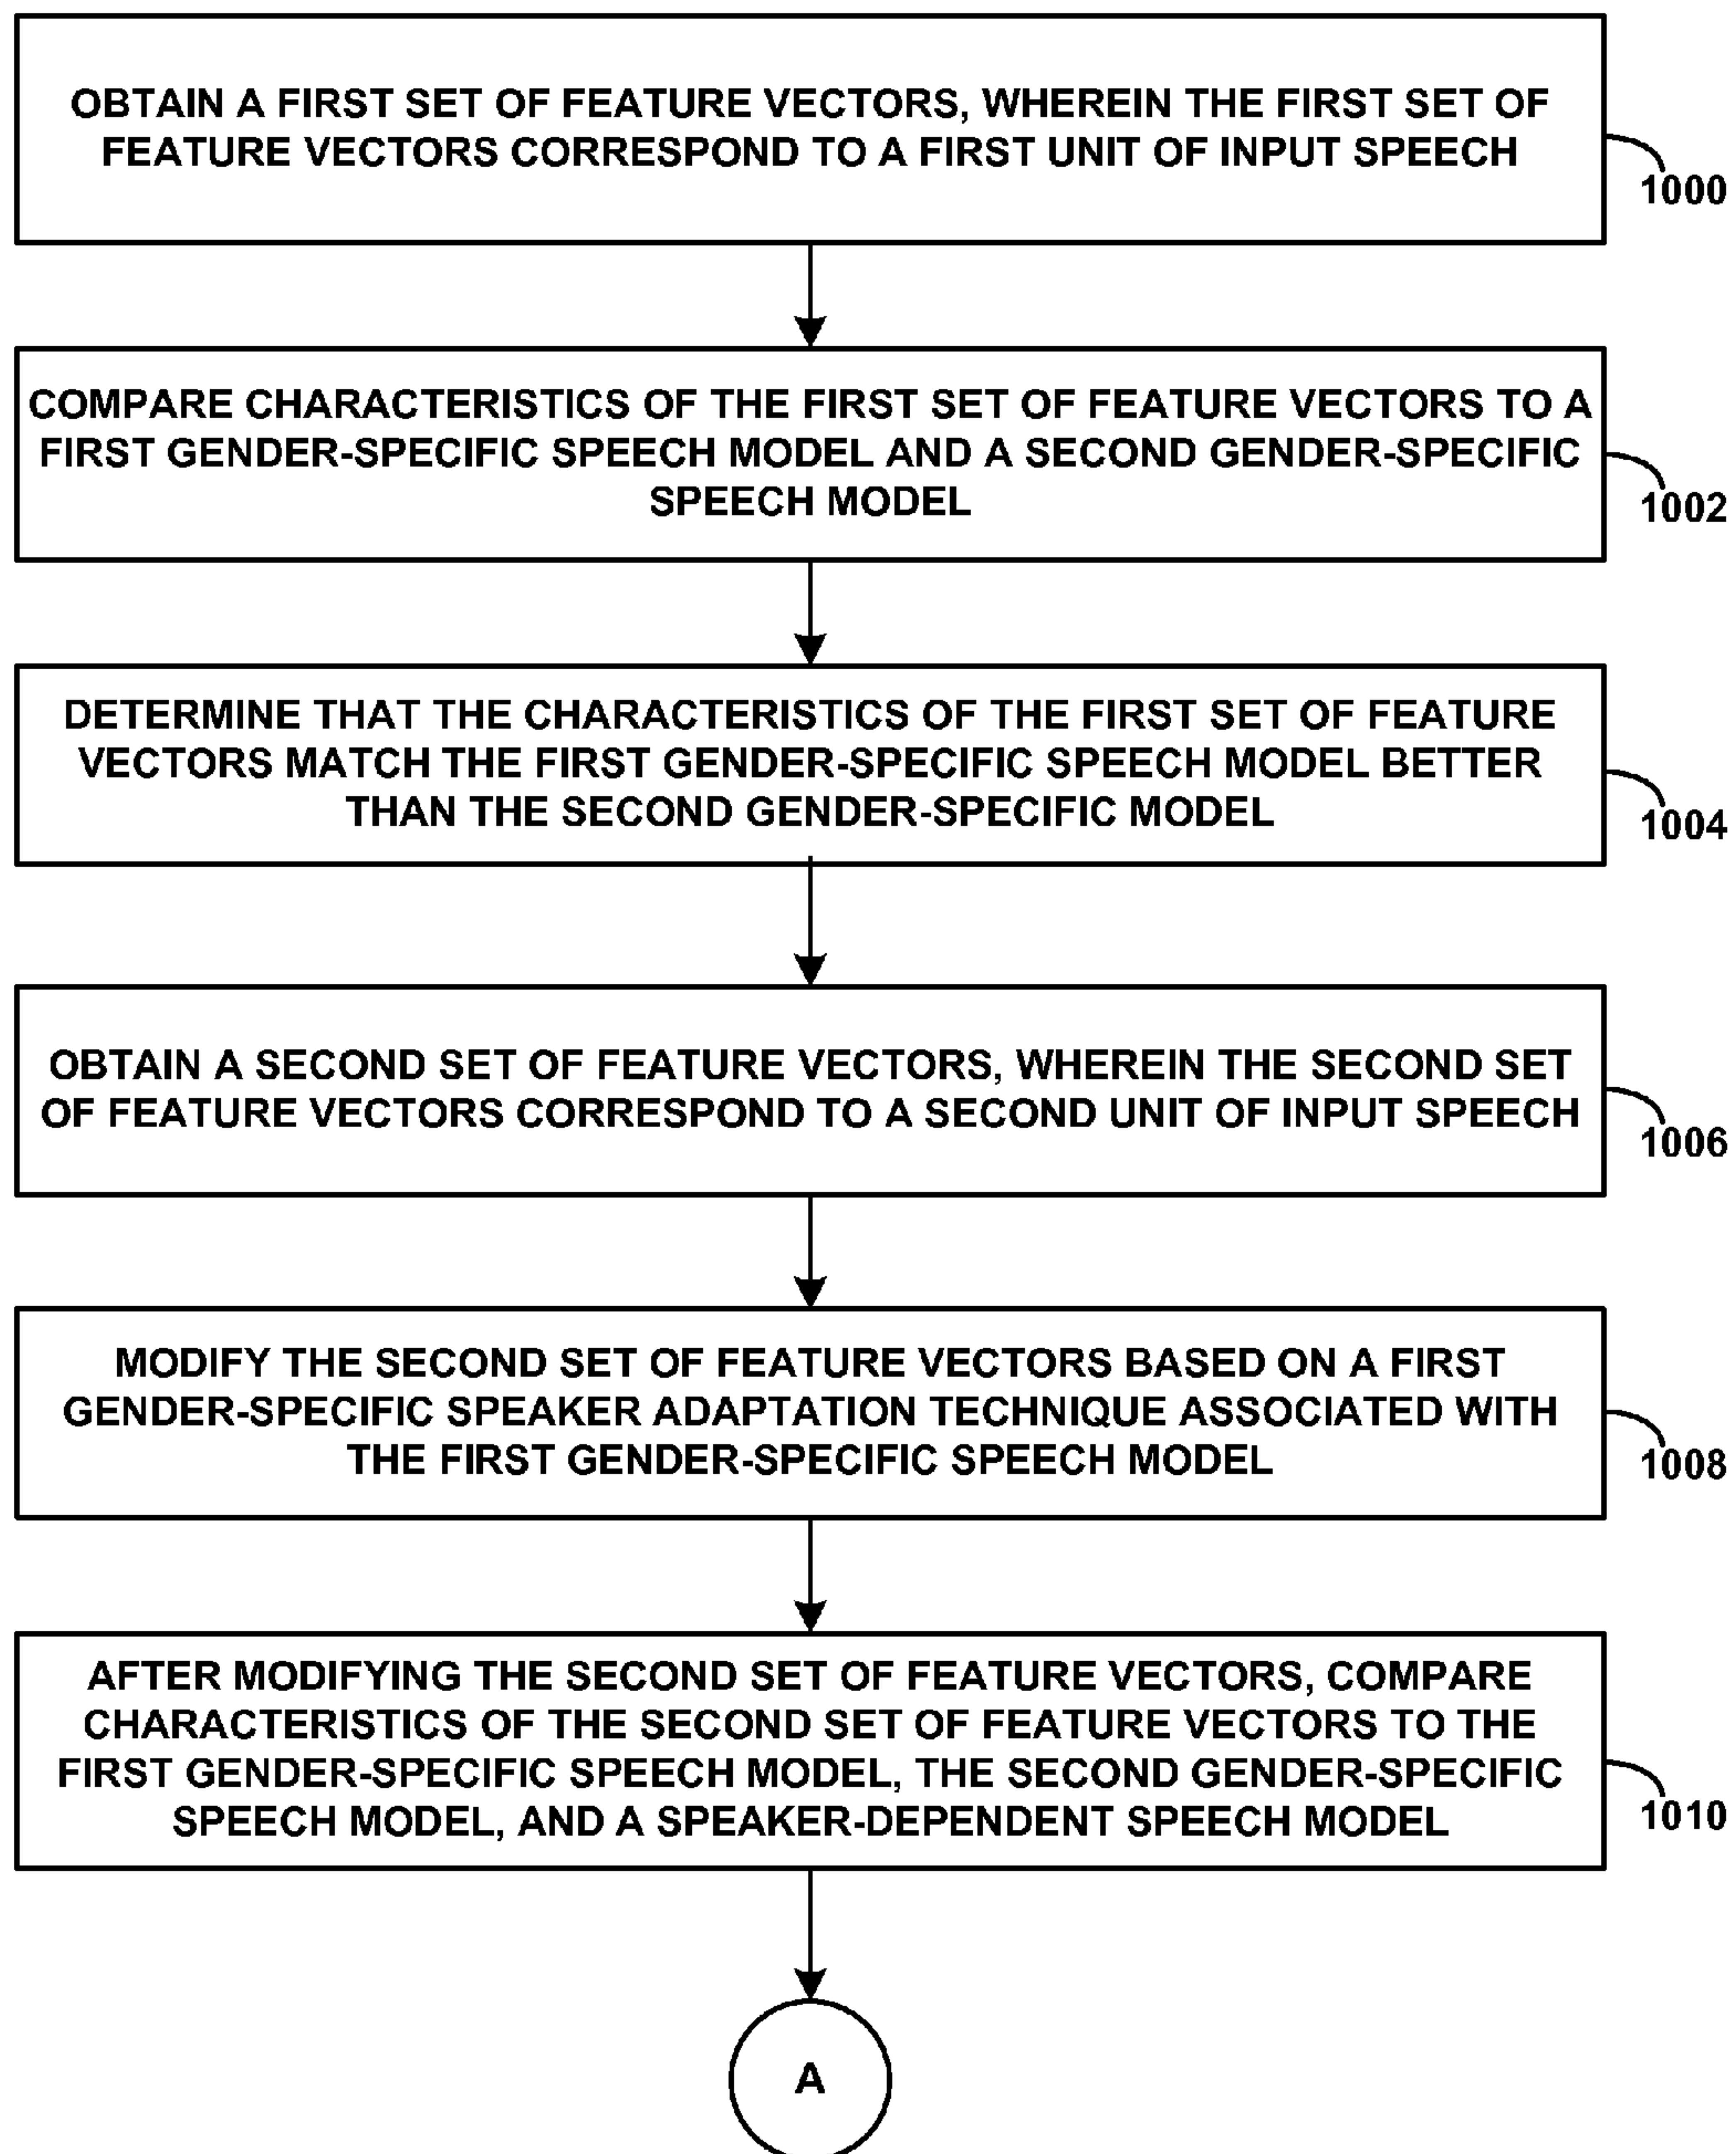 OBTAIN A FIRST SET OF FEATURE VECTORS, WHEREIN THE FIRST SET OF
FEATURE VECTORS CORRESPOND TO A FIRST UNIT OF INPUT SPEECH
1000
COMPARE CHARACTERISTICS OF THE FIRST SET OF FEATURE VECTORS TO A
FIRST GENDER-SPECIFIC SPEECH MODEL AND A SECOND GENDER-SPECIFIC
SPEECH MODEL
1002
DETERMINE THAT THE CHARACTERISTICS OF THE FIRST SET OF FEATURE
VECTORS MATCH THE FIRST GENDER-SPECIFIC SPEECH MODEL BETTER
THAN THE SECOND GENDER-SPECIFIC MODEL
1004
OBTAIN A SECOND SET OF FEATURE VECTORS, WHEREIN THE SECOND SET
OF FEATURE VECTORS CORRESPOND TO A SECOND UNIT OF INPUT SPEECH
1006
MODIFY THE SECOND SET OF FEATURE VECTORS BASED ON A FIRST
GENDER-SPECIFIC SPEAKER ADAPTATION TECHNIQUE ASSOCIATED WITH
THE FIRST GENDER-SPECIFIC SPEECH MODEL
1008
AFTER MODIFYING THE SECOND SET OF FEATURE VECTORS, COMPARE
CHARACTERISTICS OF THE SECOND SET OF FEATURE VECTORS TO THE
FIRST GENDER-SPECIFIC SPEECH MODEL, THE SECOND GENDER-SPECIFIC
SPEECH MODEL, AND A SPEAKER-DEPENDENT SPEECH MODEL
1010
A